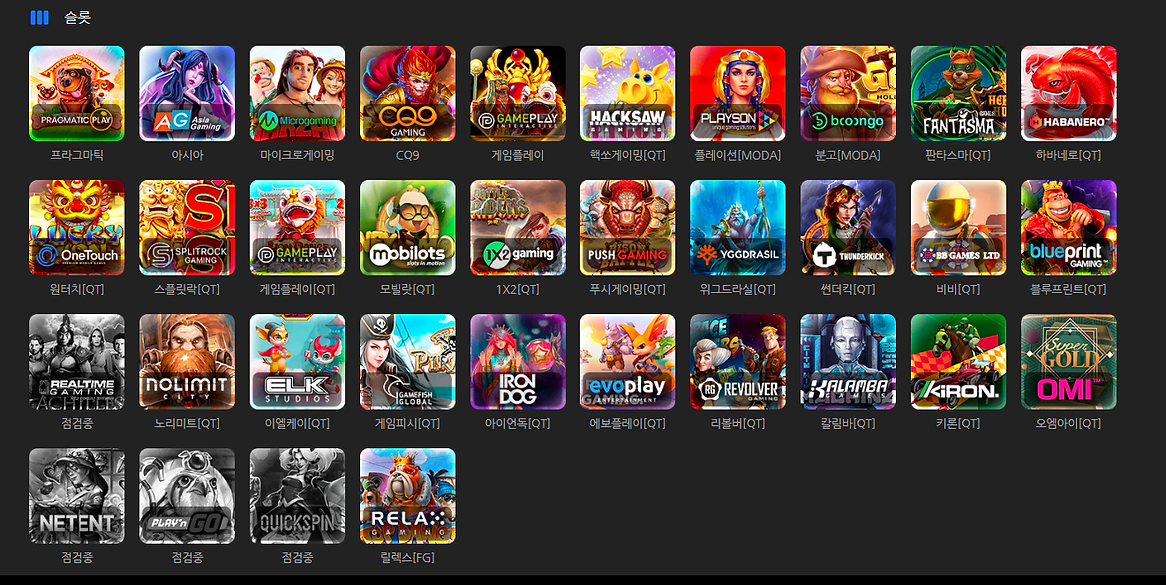 슬롯
PRAGMATIC PLAY
AG Asia Gaming
Microgaming
CQ9 GAMING
GAMEPLAY INTERACTIVE
HACKSAW GAMING
PLAYSON
booongo
FANTASMA
HABANERO
프라그마틱
아시아
마이크로게이밍
CQ9
게임플레이
핵쏘게이밍[QT]
플레이션[MODA]
분고[MODA]
판타스마[QT]
하바네로[QT]
LUCKY
OneTouch
SPLITROCK GAMING
GAMEPLAY INTERACTIVE
mobilots
slots in motion
1X2 gaming
PUSH GAMING
YGGDRASIL
THUNDERKICK
BB GAMES LTD
blueprint GAMING™
원터치[QT]
스플릿락[QT]
게임플레이[QT]
모빌랏[QT]
1X2[QT]
푸시게이밍[QT]
위그드라실[QT]
썬더킥[QT]
비비[QT]
블루프린트[QT]
REALTIME GAMING
ACHILLES
NOLIMIT CITY
ELK STUDIOS
GAMEFISH GLOBAL
IRON DOG
evoplay
ENTERTAINMENT
RG REVOLVER GAMING
KALAMBA
KIRON.
Super GOLD
OMI™
점검중
노리미트[QT]
이엘케이[QT]
게임피시[QT]
아이언독[QT]
에보플레이[QT]
리볼버[QT]
칼림바[QT]
키론[QT]
오엠아이[QT]
NETENT
PLAY'n GO
QUICKSPIN
RELAX GAMING
점검중
점검중
점검중
릴렉스[FG]